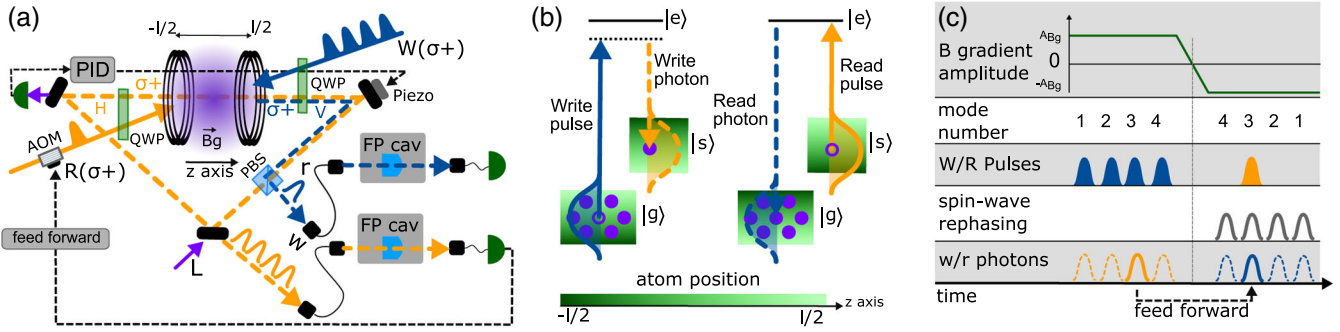 (a)
-l/2
l/2
W(σ+)
PID
σ+
QWP
H
σ+
V
Piezo
AOM
QWP
Bg
z axis
R(σ+)
PBS
r
FP cav
feed forward
w
FP cav
L
(b)
|e⟩
|e⟩
Write pulse
Write photon
Read photon
Read pulse
|s⟩
|s⟩
|g⟩
|g⟩
atom position
z axis
-l/2
l/2
(c)
B gradient
amplitude
ABg
0
-ABg
mode
number
1 2 3 4 4 3 2 1
W/R Pulses
spin-wave
rephasing
w/r photons
time
feed forward